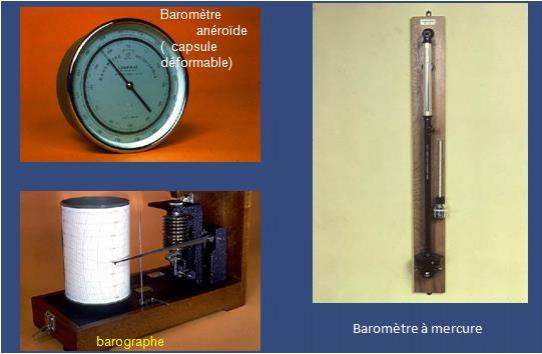 Baromètre
anéroïde
( capsule
déformable)
barographe
Baromètre à mercure